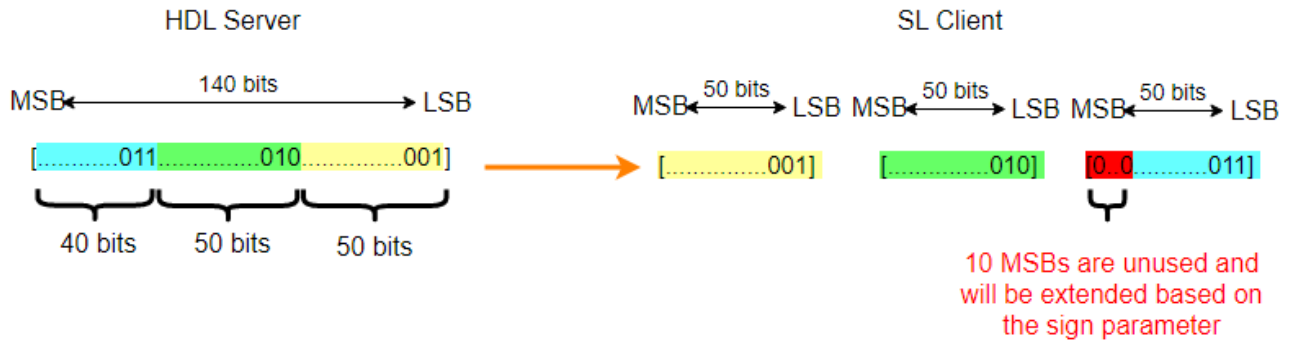 HDL Server
SL Client
140 bits
MSB LSB
50 bits
MSB LSB
50 bits
MSB LSB
50 bits
MSB LSB
[............011..............010..............001]
[..............001]
[..............010]
[0..0...........011]
40 bits
50 bits
50 bits
10 MSBs are unused and
will be extended based on
the sign parameter